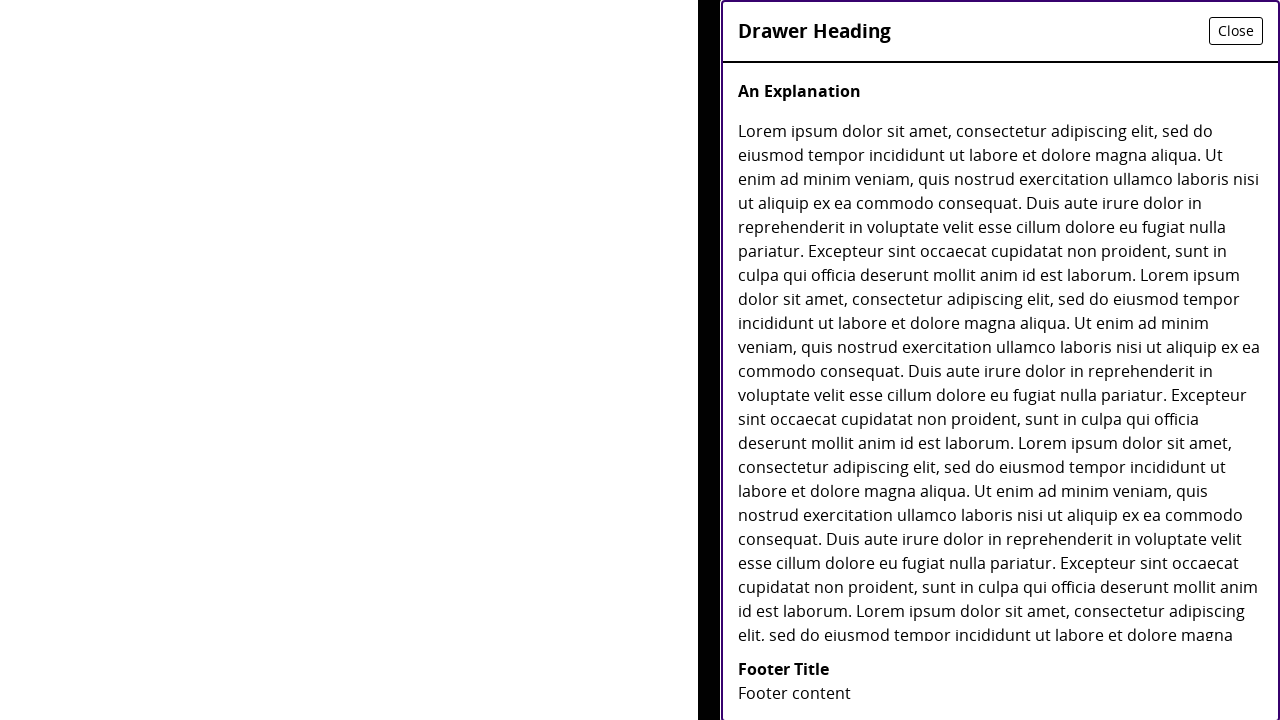 Drawer Heading
Close
An Explanation
Lorem ipsum dolor sit amet, consectetur adipiscing elit, sed do
eiusmod tempor incididunt ut labore et dolore magna aliqua. Ut
enim ad minim veniam, quis nostrud exercitation ullamco laboris nisi
ut aliquip ex ea commodo consequat. Duis aute irure dolor in
reprehenderit in voluptate velit esse cillum dolore eu fugiat nulla
pariatur. Excepteur sint occaecat cupidatat non proident, sunt in
culpa qui officia deserunt mollit anim id est laborum. Lorem ipsum
dolor sit amet, consectetur adipiscing elit, sed do eiusmod tempor
incididunt ut labore et dolore magna aliqua. Ut enim ad minim
veniam, quis nostrud exercitation ullamco laboris nisi ut aliquip ex ea
commodo consequat. Duis aute irure dolor in reprehenderit in
voluptate velit esse cillum dolore eu fugiat nulla pariatur. Excepteur
sint occaecat cupidatat non proident, sunt in culpa qui officia
deserunt mollit anim id est laborum. Lorem ipsum dolor sit amet,
consectetur adipiscing elit, sed do eiusmod tempor incididunt ut
labore et dolore magna aliqua. Ut enim ad minim veniam, quis
nostrud exercitation ullamco laboris nisi ut aliquip ex ea commodo
consequat. Duis aute irure dolor in reprehenderit in voluptate velit
esse cillum dolore eu fugiat nulla pariatur. Excepteur sint occaecat
cupidatat non proident, sunt in culpa qui officia deserunt mollit anim
id est laborum. Lorem ipsum dolor sit amet, consectetur adipiscing
elit, sed do eiusmod tempor incididunt ut labore et dolore magna
Footer Title
Footer content